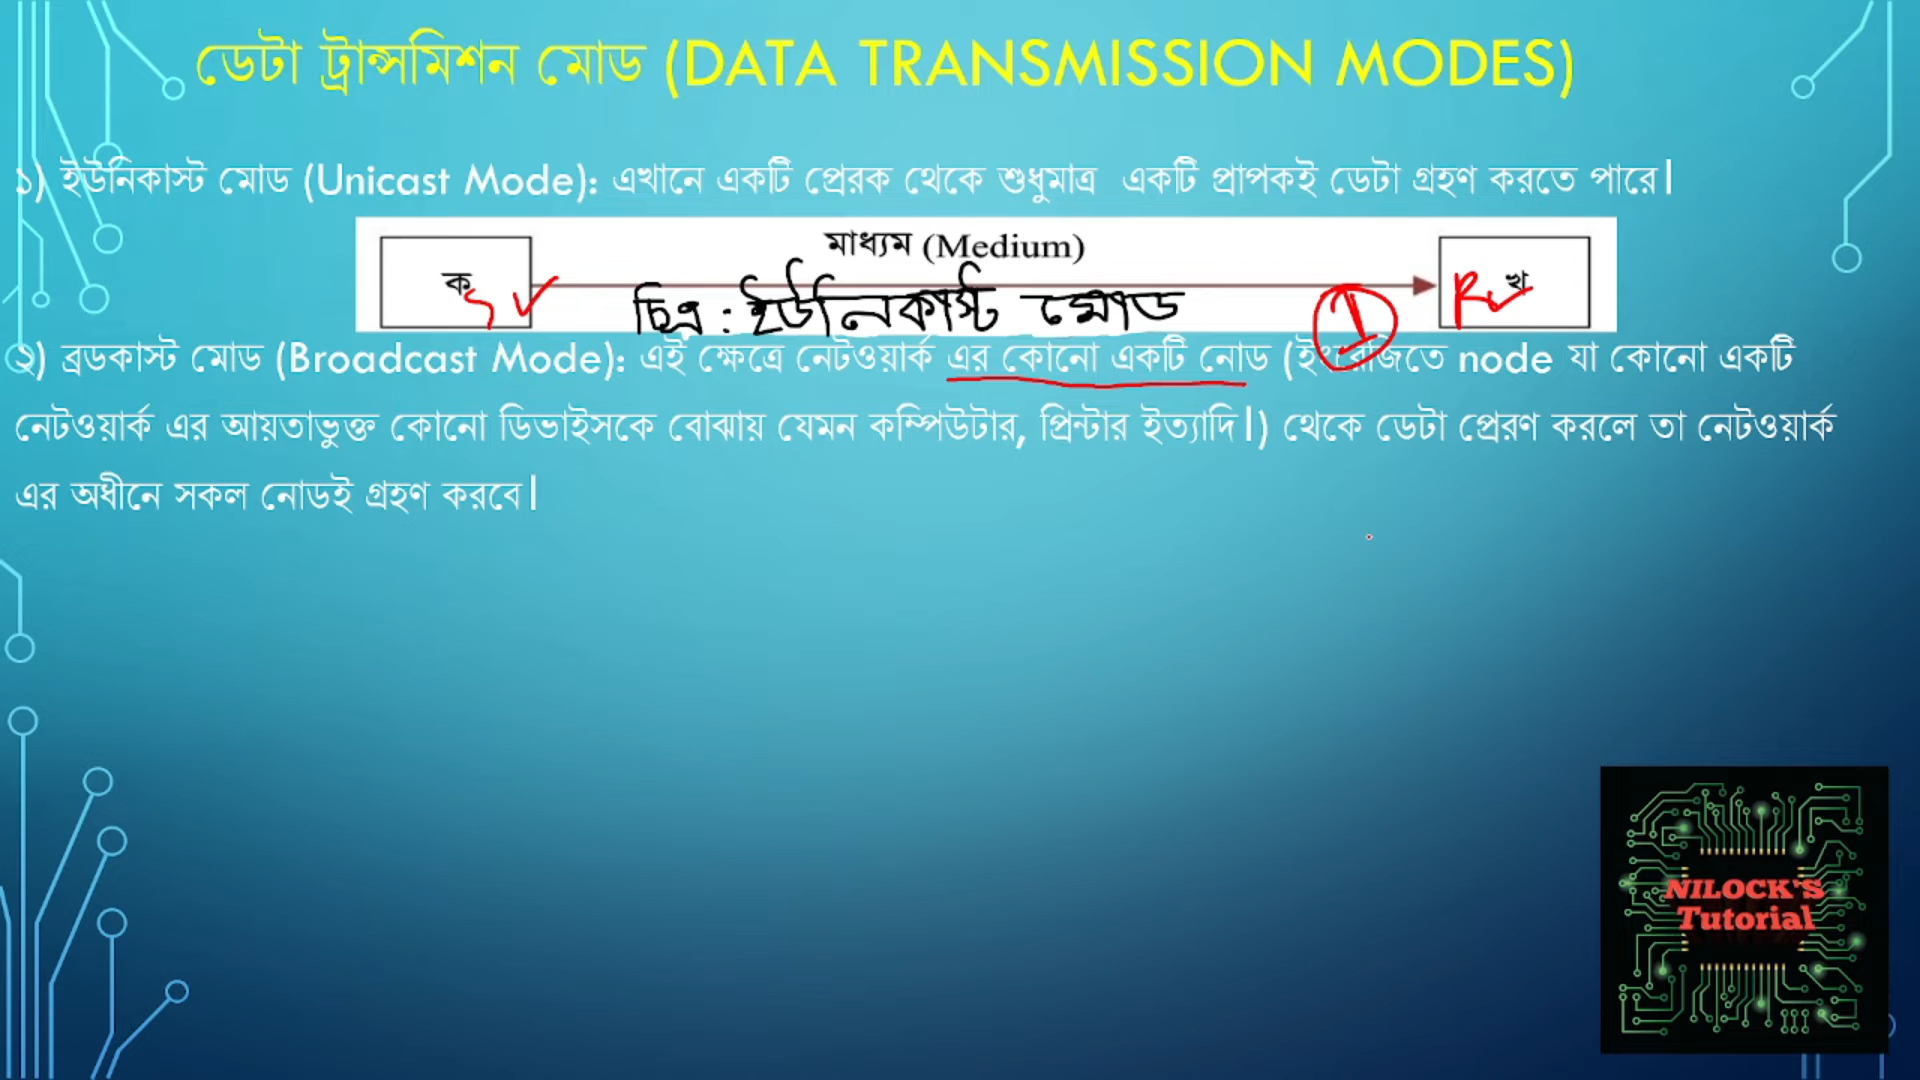 ডেটা ট্রান্সমিশন মোড (DATA TRANSMISSION MODES)
১) ইউনিকাস্ট মোড (Unicast Mode): এখানে একটি প্রেরক থেকে শুধুমাত্র একটি প্রাপকই ডেটা গ্রহণ করতে পারে।
মাধ্যম (Medium)
ক
খ
চিত্র : ইউনিকাস্ট মোড
২) ব্রডকাস্ট মোড (Broadcast Mode): এই ক্ষেত্রে নেটওয়ার্ক এর কোনো একটি নোড (ইংরেজিতে node যা কোনো একটি
নেটওয়ার্ক এর আয়তাভুক্ত কোনো ডিভাইসকে বোঝায় যেমন কম্পিউটার, প্রিন্টার ইত্যাদি।) থেকে ডেটা প্রেরণ করলে তা নেটওয়ার্ক
এর অধীনে সকল নোডই গ্রহণ করবে।
NILOCK'S
Tutorial